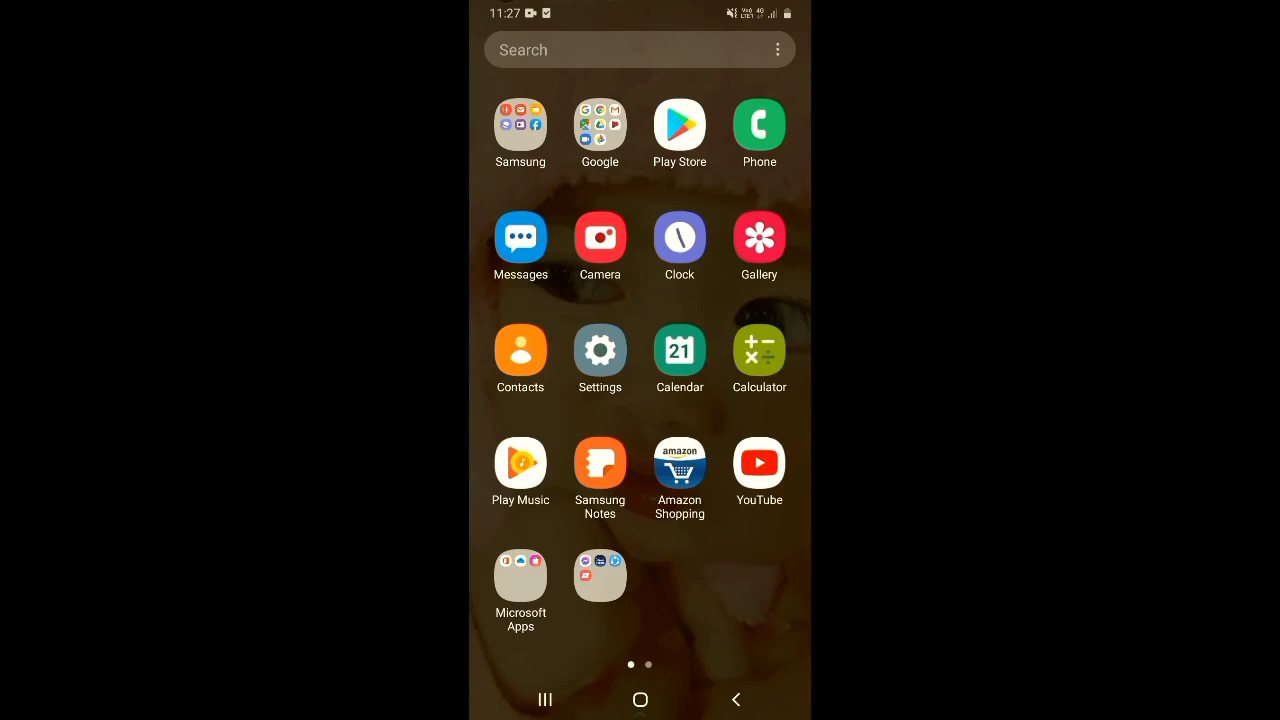 11:27
Search
Samsung
Google
Play Store
Phone
Messages
Camera
Clock
Gallery
Contacts
Settings
21
Calendar
Calculator
amazon
Play Music
Samsung
Notes
Amazon
Shopping
YouTube
Microsoft
Apps